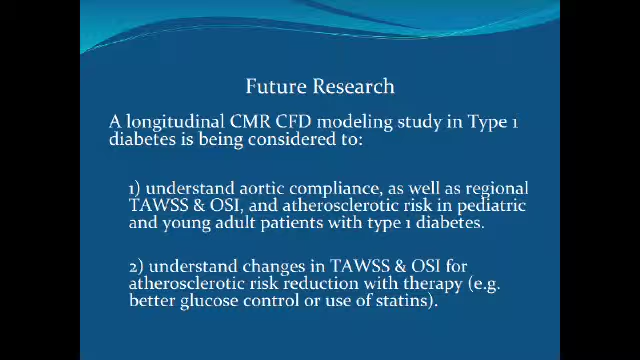 Future Research
A longitudinal CMR CFD modeling study in Type 1
diabetes is being considered to:
1) understand aortic compliance, as well as regional
TAWSS & OSI, and atherosclerotic risk in pediatric
and young adult patients with type 1 diabetes.
2) understand changes in TAWSS & OSI for
atherosclerotic risk reduction with therapy (e.g.
better glucose control or use of statins).